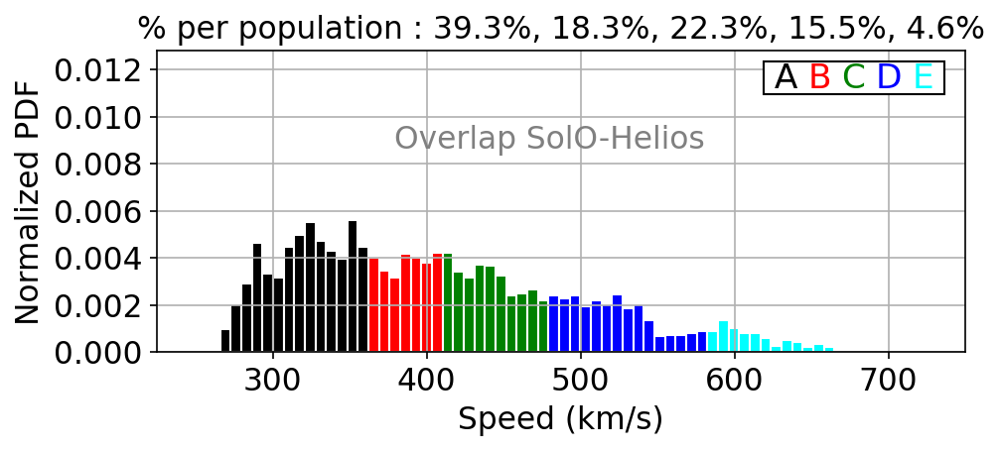 % per population : 39.3%, 18.3%, 22.3%, 15.5%, 4.6%
A B C D E
Overlap SolO-Helios
Normalized PDF
0.012
0.010
0.008
0.006
0.004
0.002
0.000
300 400 500 600 700
Speed (km/s)